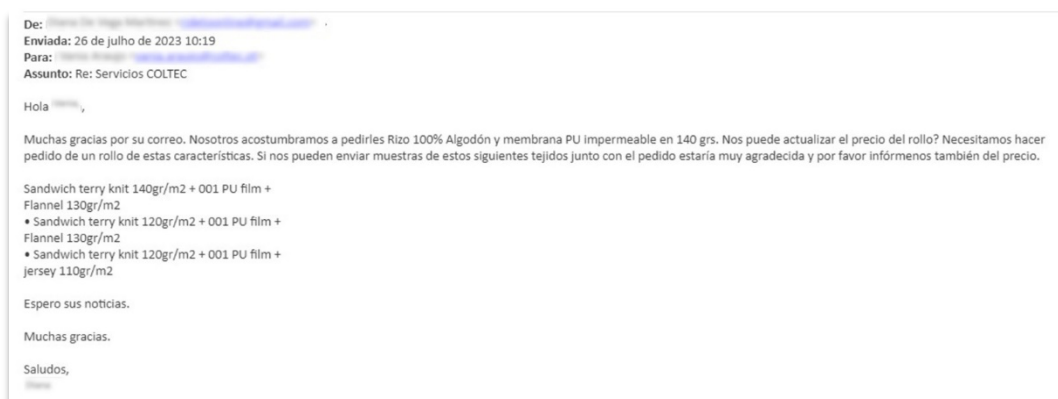 De:
Enviada: 26 de julho de 2023 10:19
Para:
Assunto: Re: Servicios COLTEC
Hola ,
Muchas gracias por su correo. Nosotros acostumbramos a pedirles Rizo 100% Algodón y membrana PU impermeable en 140 grs. Nos puede actualizar el precio del rollo? Necesitamos hacer
pedido de un rollo de estas características. Si nos pueden enviar muestras de estos siguientes tejidos junto con el pedido estaría muy agradecida y por favor infórmenos también del precio.
Sandwich terry knit 140gr/m2 + 001 PU film +
Flannel 130gr/m2
• Sandwich terry knit 120gr/m2 + 001 PU film +
Flannel 130gr/m2
• Sandwich terry knit 120gr/m2 + 001 PU film +
jersey 110gr/m2
Espero sus noticias.
Muchas gracias.
Saludos,